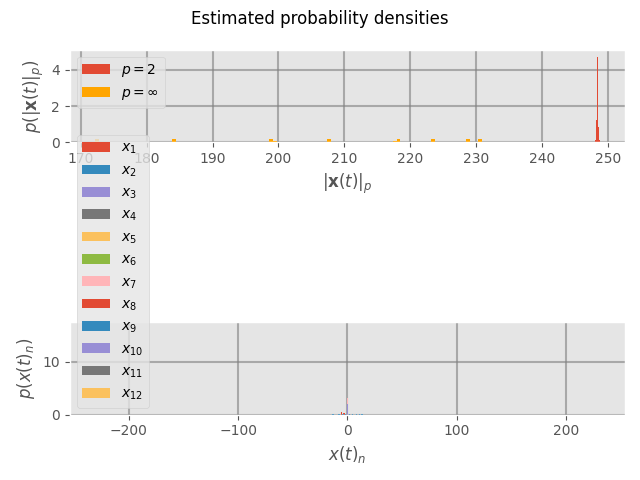 Estimated probability densities
p(|x(t)|p)
4
2
0
p = 2
p = ∞
170 180 190 200 210 220 230 240 250
|x(t)|p
x1
x2
x3
x4
x5
x6
x7
x8
x9
x10
x11
x12
p(x(t)n)
10
0
−200 −100 0 100 200
x(t)n